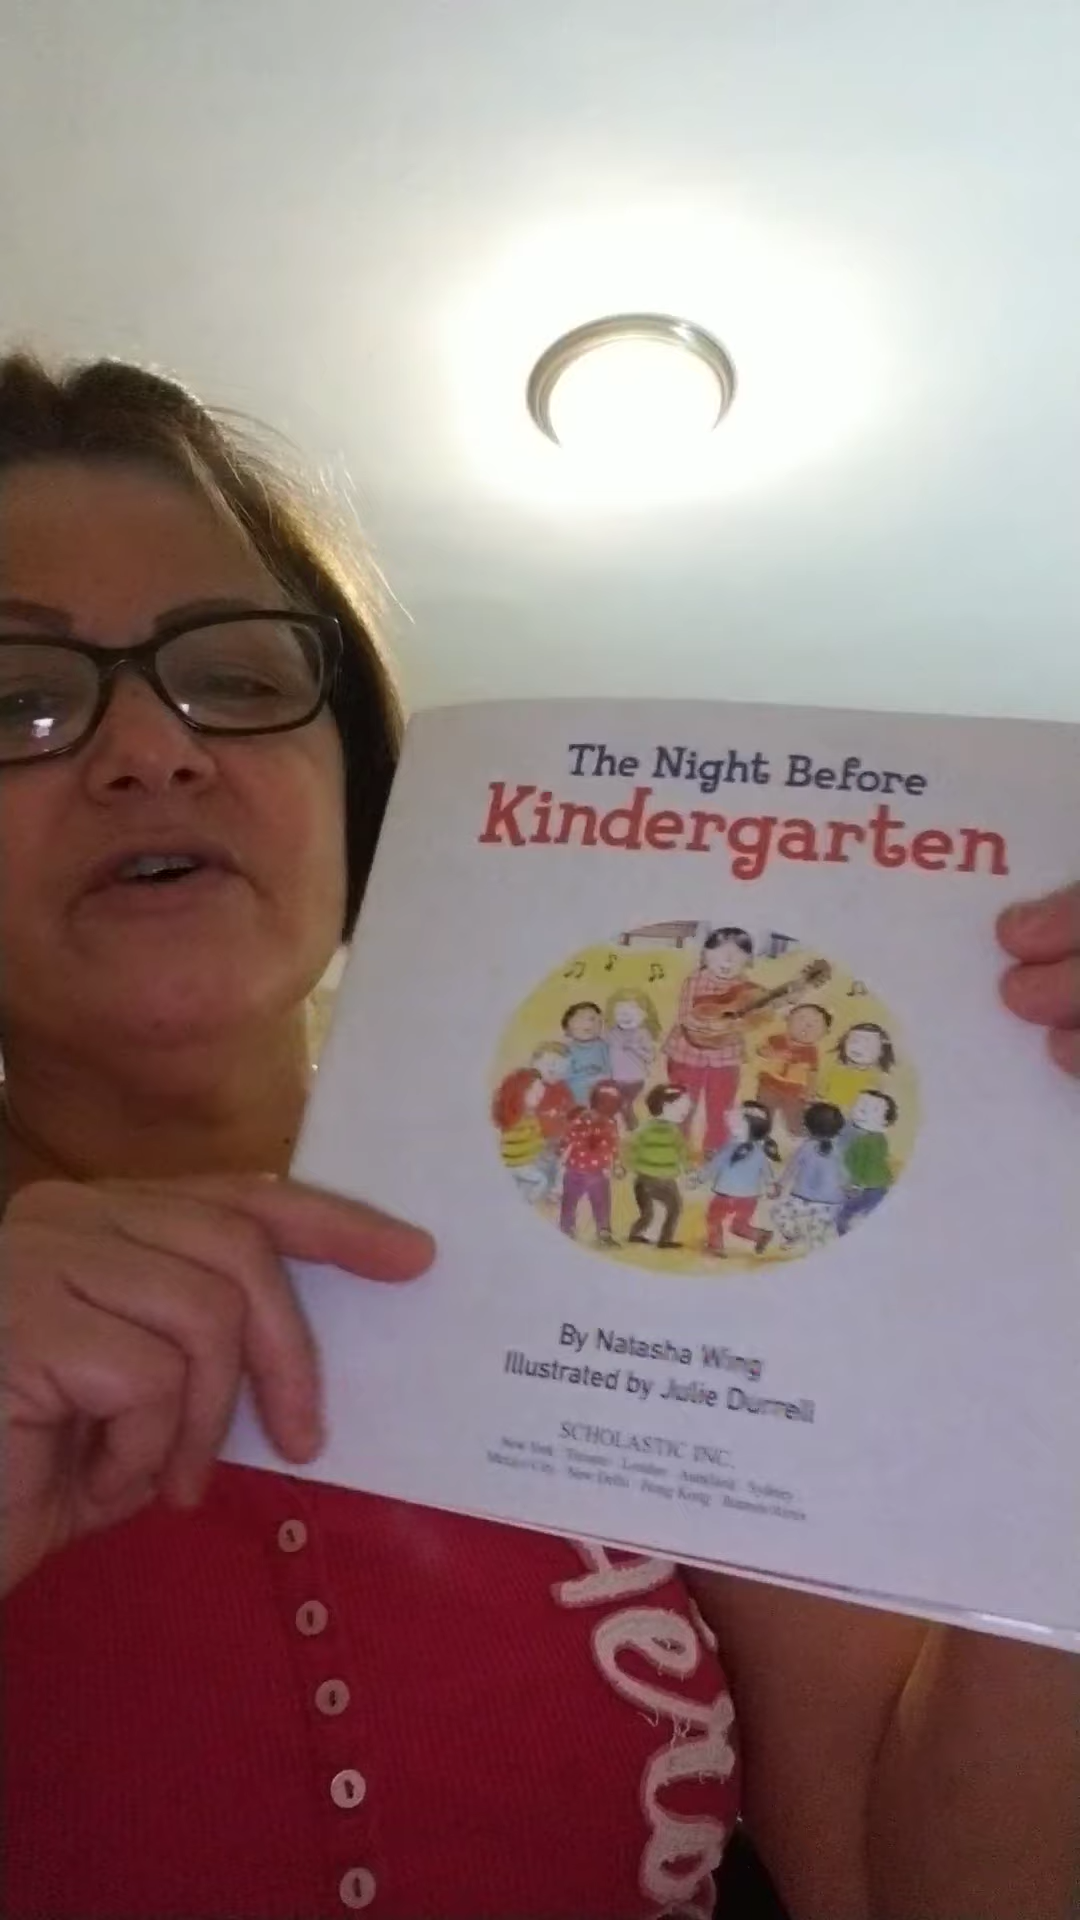 The Night Before
Kindergarten
By Natasha Wing
Illustrated by Julie Durrell
SCHOLASTIC INC.
New York Toronto London Auckland Sydney
Mexico City New Delhi Hong Kong Buenos Aires
Aéro